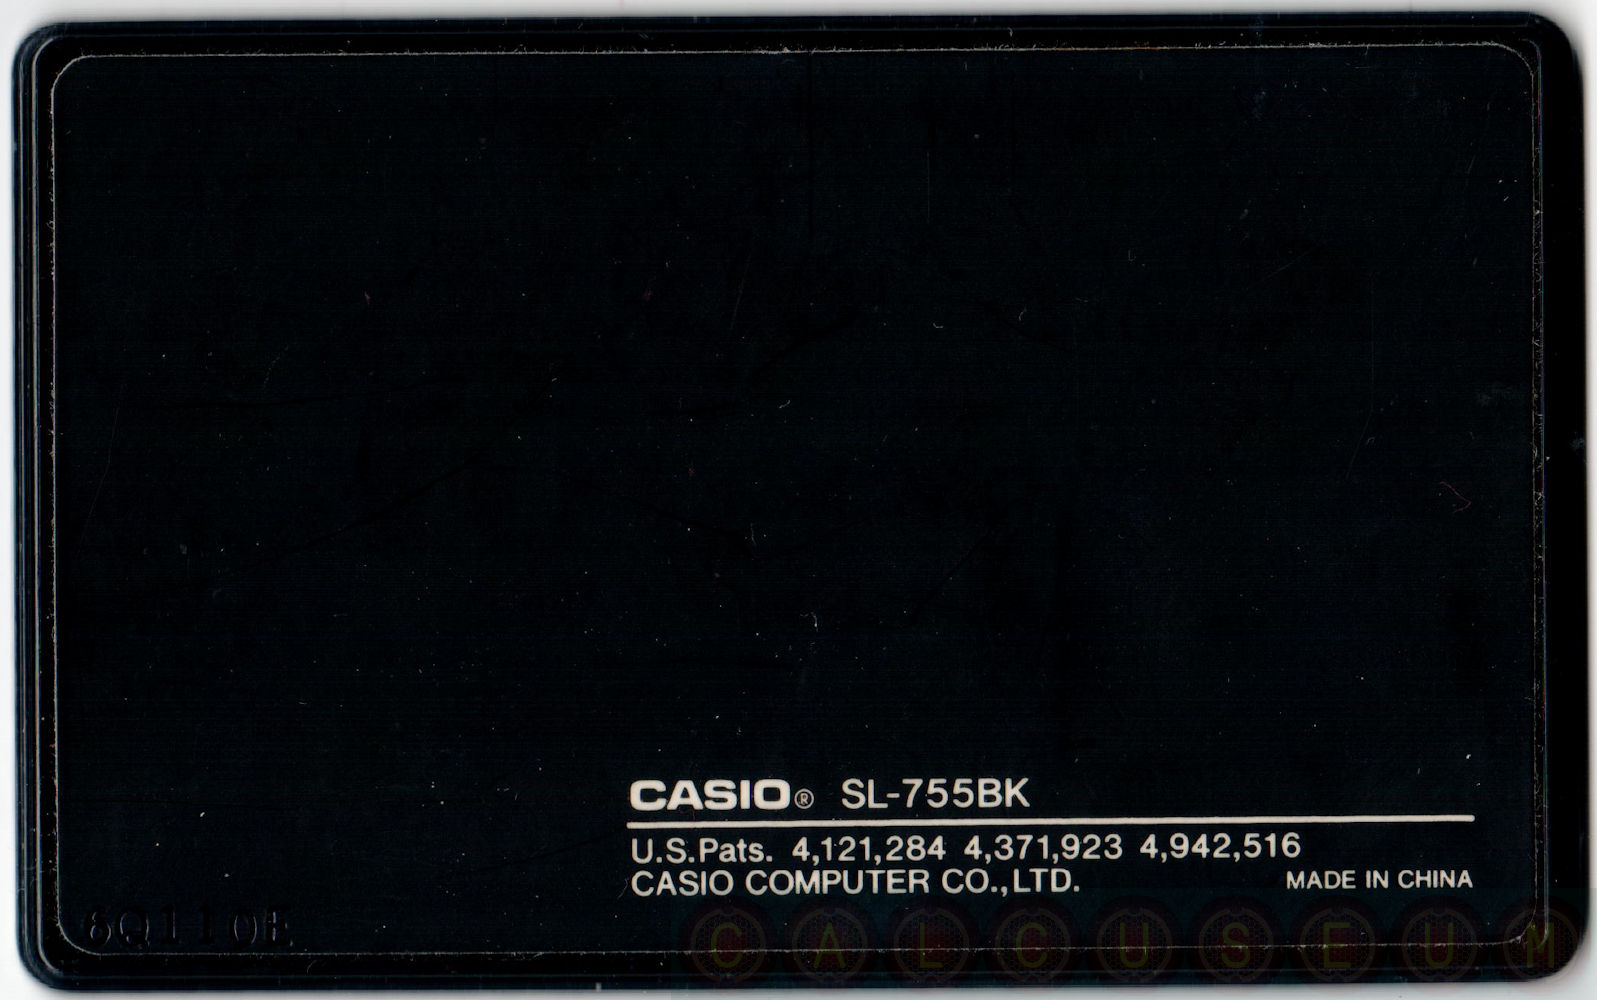 CASIO® SL-755BK
U.S.Pats. 4,121,284 4,371,923 4,942,516
CASIO COMPUTER CO.,LTD.
MADE IN CHINA
CALCUSEUM